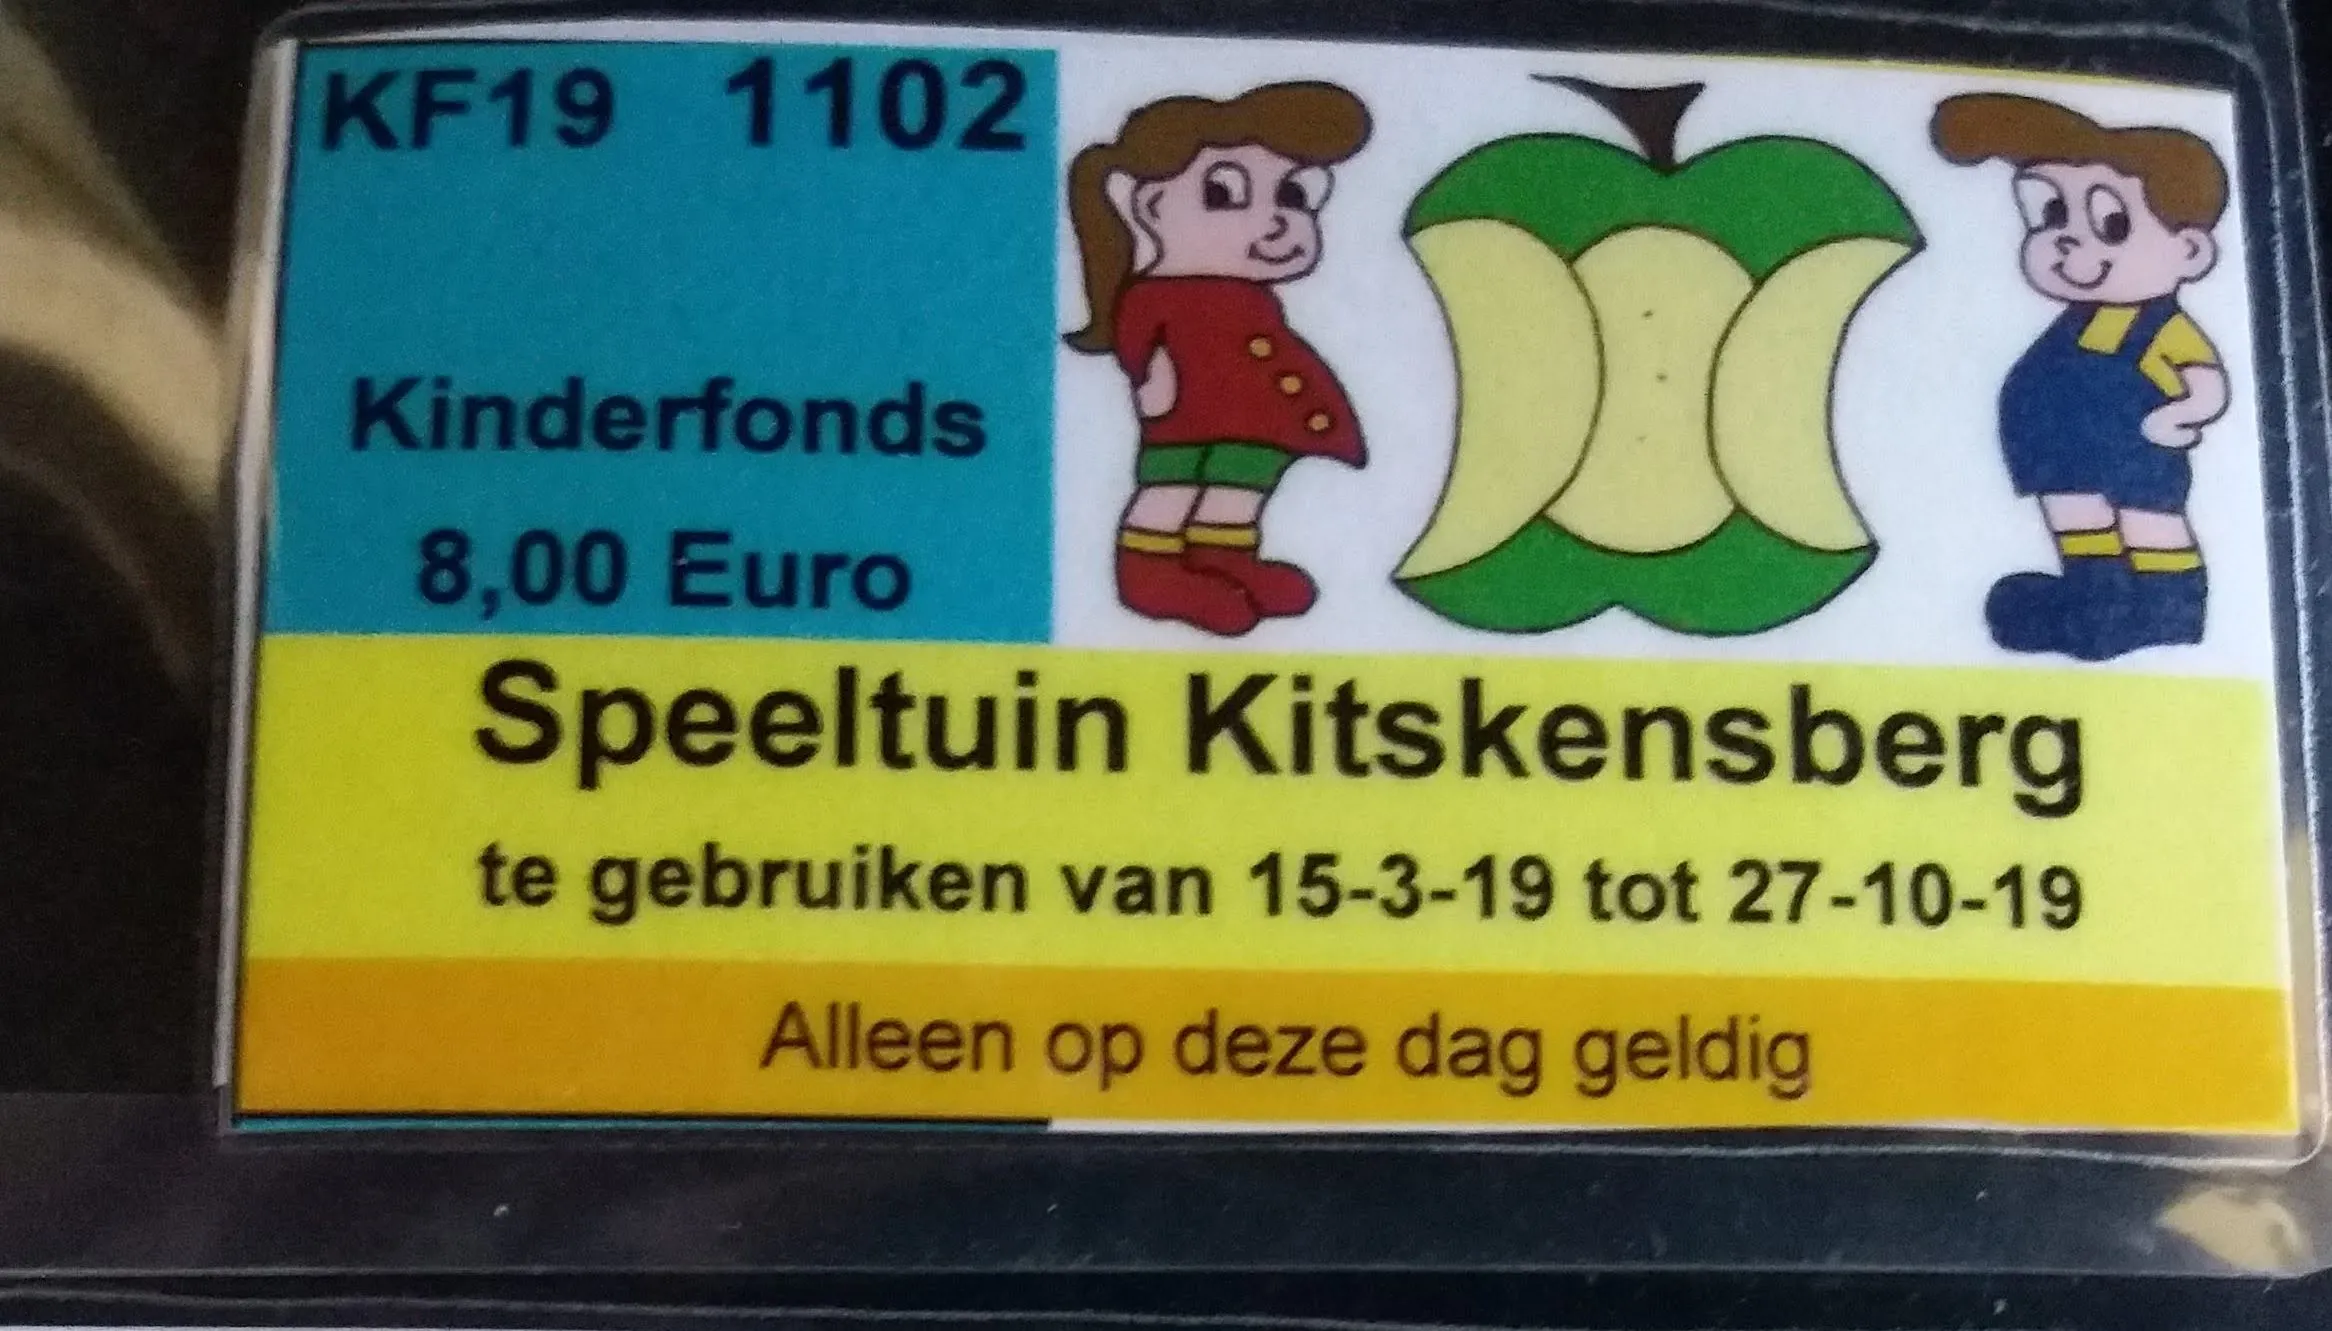 KF19 1102
Kinderfonds
8,00 Euro
Speeltuin Kitskensberg
te gebruiken van 15-3-19 tot 27-10-19
Alleen op deze dag geldig